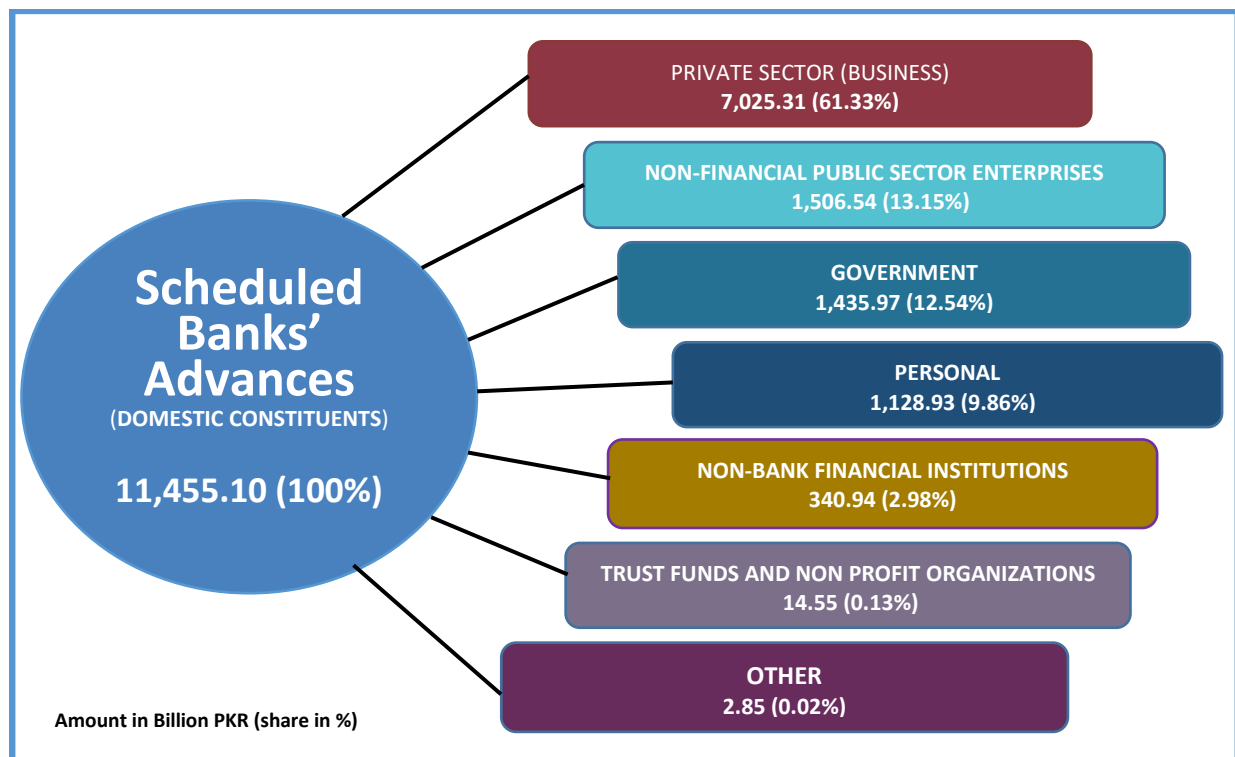 PRIVATE SECTOR (BUSINESS)
7,025.31 (61.33%)
NON-FINANCIAL PUBLIC SECTOR ENTERPRISES
1,506.54 (13.15%)
GOVERNMENT
1,435.97 (12.54%)
Scheduled
Banks’
Advances
(DOMESTIC CONSTITUENTS)
11,455.10 (100%)
PERSONAL
1,128.93 (9.86%)
NON-BANK FINANCIAL INSTITUTIONS
340.94 (2.98%)
TRUST FUNDS AND NON PROFIT ORGANIZATIONS
14.55 (0.13%)
OTHER
2.85 (0.02%)
Amount in Billion PKR (share in %)